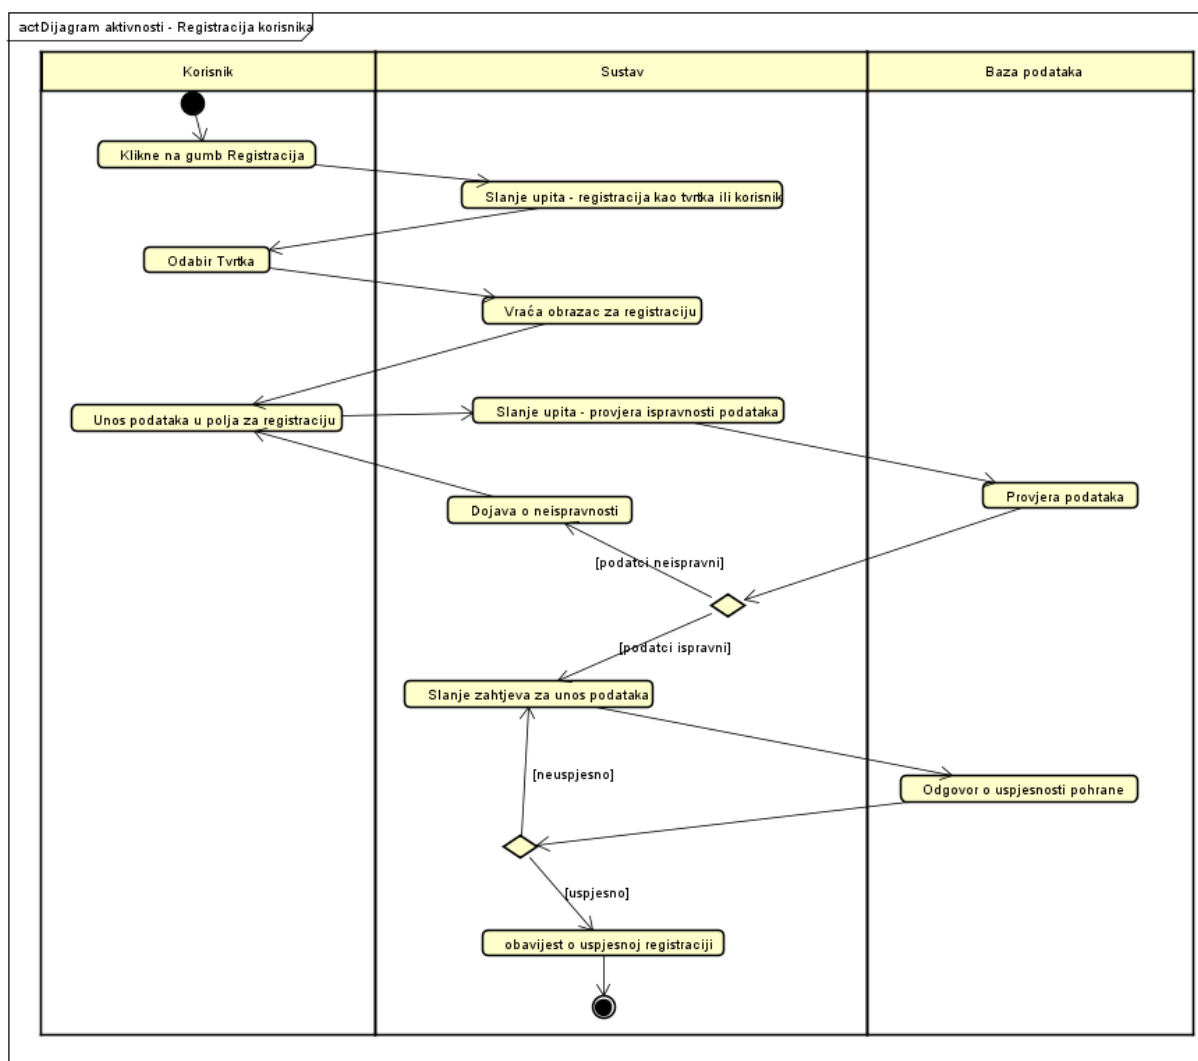 actDijagram aktivnosti - Registracija korisnika
Korisnik
Sustav
Baza podataka
Klikne na gumb Registracija
Slanje upita - registracija kao tvrtka ili korisnik
Odabir Tvrtka
Vraća obrazac za registraciju
Unos podataka u polja za registraciju
Slanje upita - provjera ispravnosti podataka
Provjera podataka
Dojava o neispravnosti
[podatci neispravni]
[podatci ispravni]
Slanje zahtjeva za unos podataka
[neuspjesno]
Odgovor o uspjesnosti pohrane
[uspjesno]
obavijest o uspjesnoj registraciji